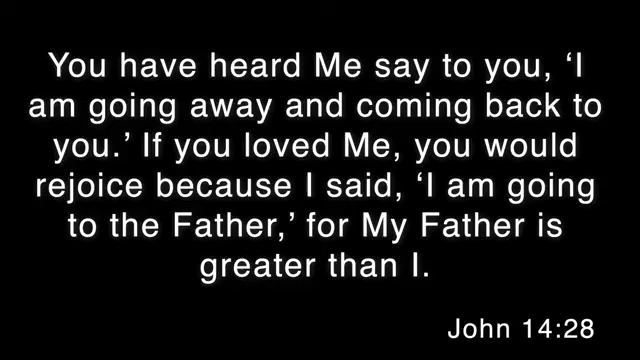 You have heard Me say to you, ‘I
am going away and coming back to
you.’ If you loved Me, you would
rejoice because I said, ‘I am going
to the Father,’ for My Father is
greater than I.
John 14:28